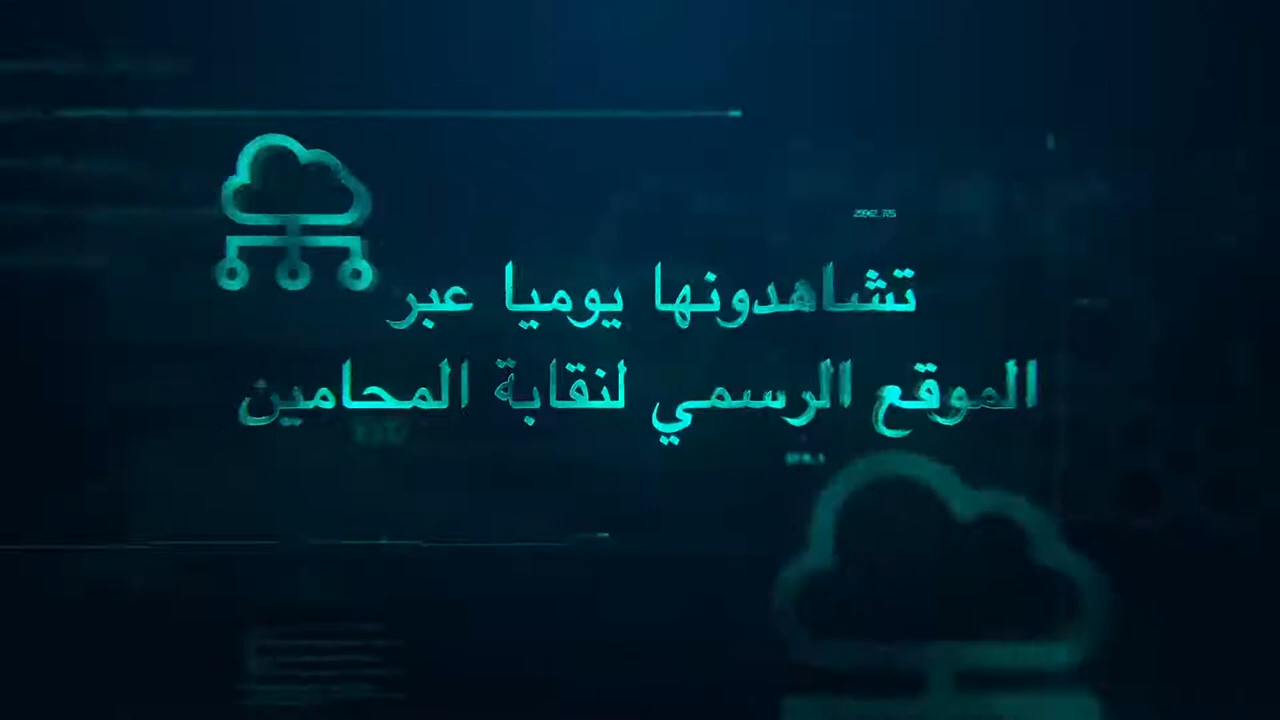 تشاهدونها يوميا عبر
الموقع الرسمي لنقابة المحامين